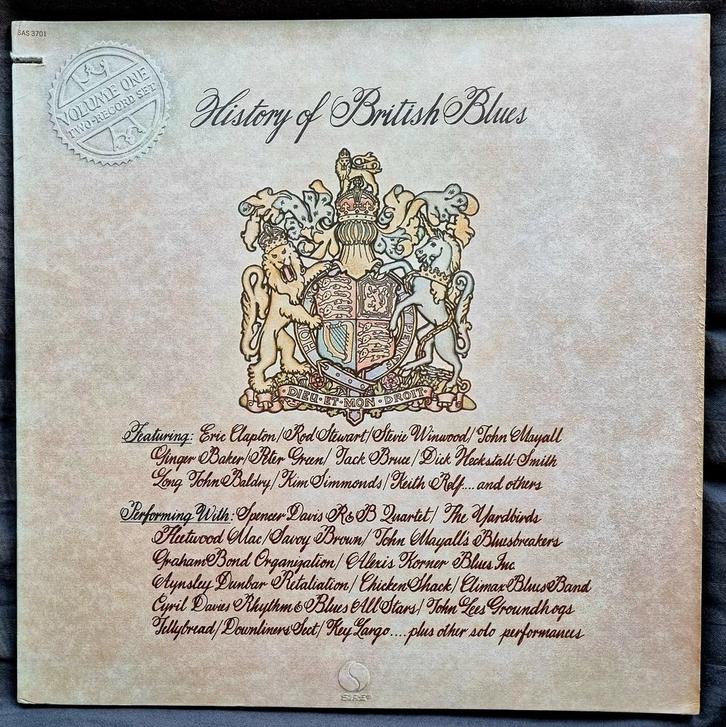 SAS 3701
VOLUME ONE
TWO-RECORD SET
History of British Blues
DIEU·ET·MON·DROIT
Featuring: Eric Clapton/Rod Stewart/Stevie Winwood/John Mayall
Ginger Baker/Peter Green/Jack Bruce/Dick Heckstall-Smith
Long John Baldry/Kim Simmonds/Keith Relf....and others
Performing With: Spencer Davis R&B Quartet/The Yardbirds
Fleetwood Mac/Savoy Brown/John Mayall's Bluesbreakers
Graham Bond Organization/Alexis Korner Blues Inc.
Aynsley Dunbar Retaliation/Chicken Shack/Climax Blues Band
Cyril Davies Rhythm & Blues All Stars/John Lees Groundhogs
Jellybread/Downliners Sect/Key Largo....plus other solo performances
SIRE